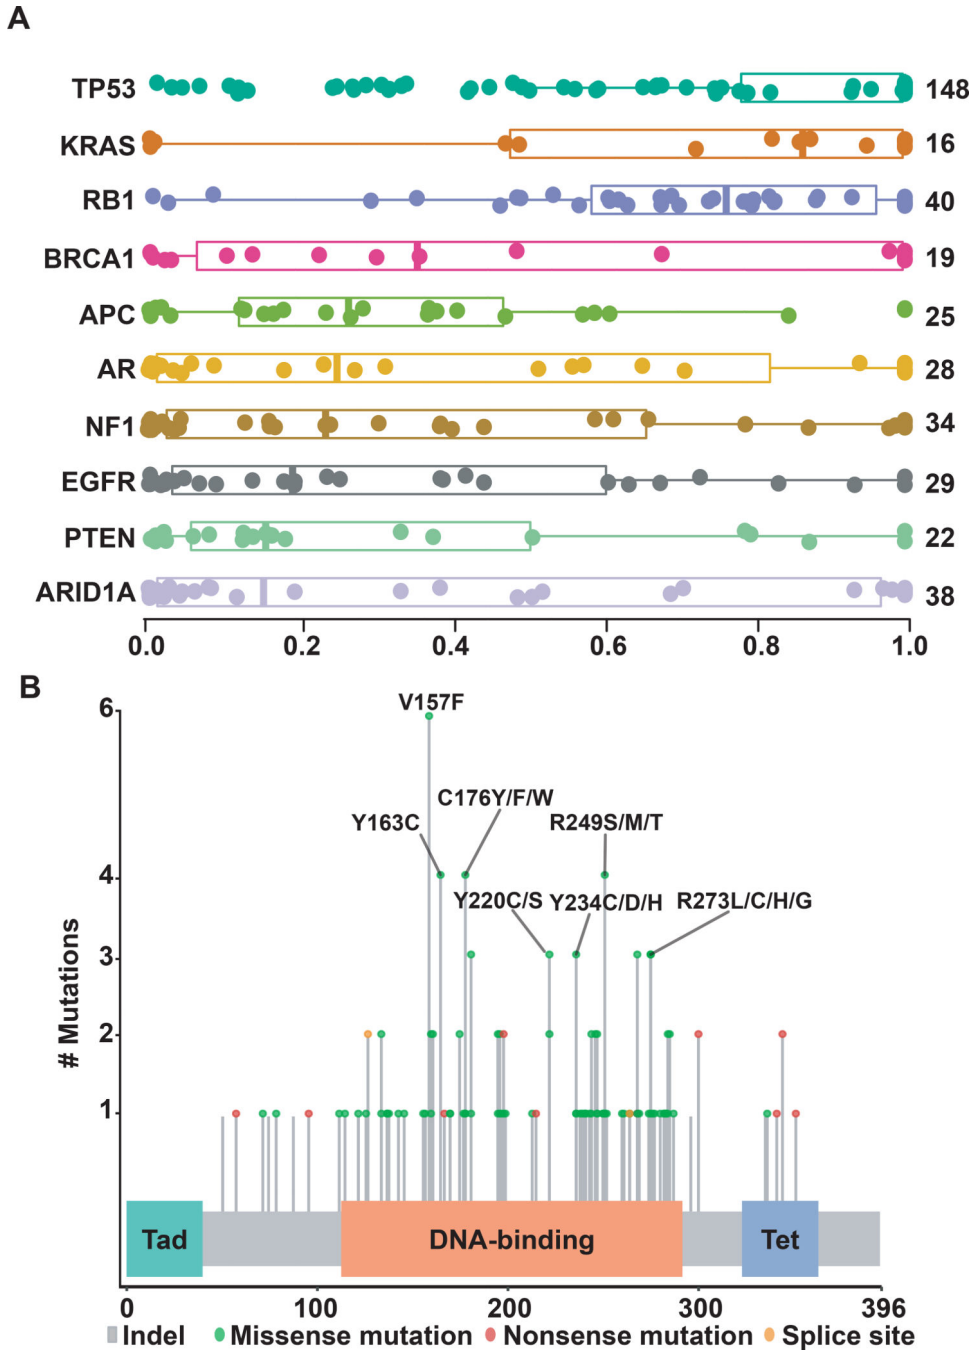 A
TP53 148
KRAS 16
RB1 40
BRCA1 19
APC 25
AR 28
NF1 34
EGFR 29
PTEN 22
ARID1A 38
0.0 0.2 0.4 0.6 0.8 1.0
B
# Mutations
6
4
3
2
1
V157F
C176Y/F/W
Y163C R249S/M/T
Y220C/S Y234C/D/H R273L/C/H/G
Tad DNA-binding Tet
0 100 200 300 396
Indel Missense mutation Nonsense mutation Splice site